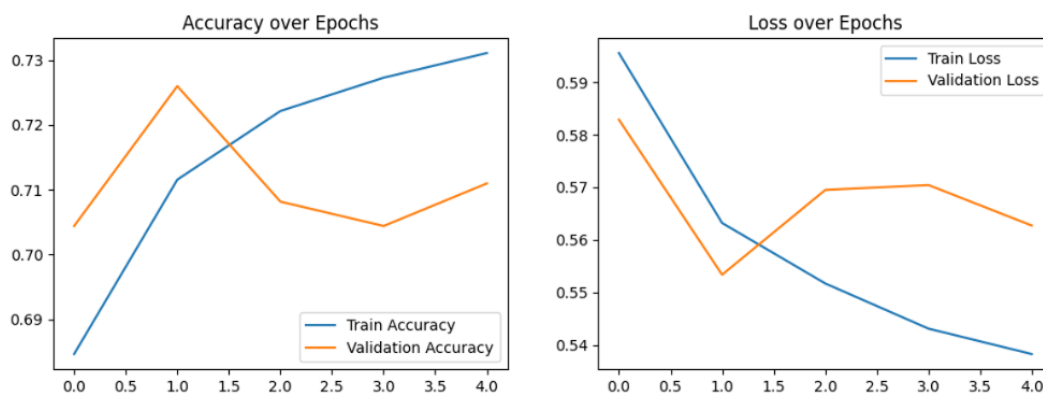 Accuracy over Epochs
0.73
0.72
0.71
0.70
0.69
Train Accuracy
Validation Accuracy
0.0 0.5 1.0 1.5 2.0 2.5 3.0 3.5 4.0
Loss over Epochs
Train Loss
Validation Loss
0.59
0.58
0.57
0.56
0.55
0.54
0.0 0.5 1.0 1.5 2.0 2.5 3.0 3.5 4.0